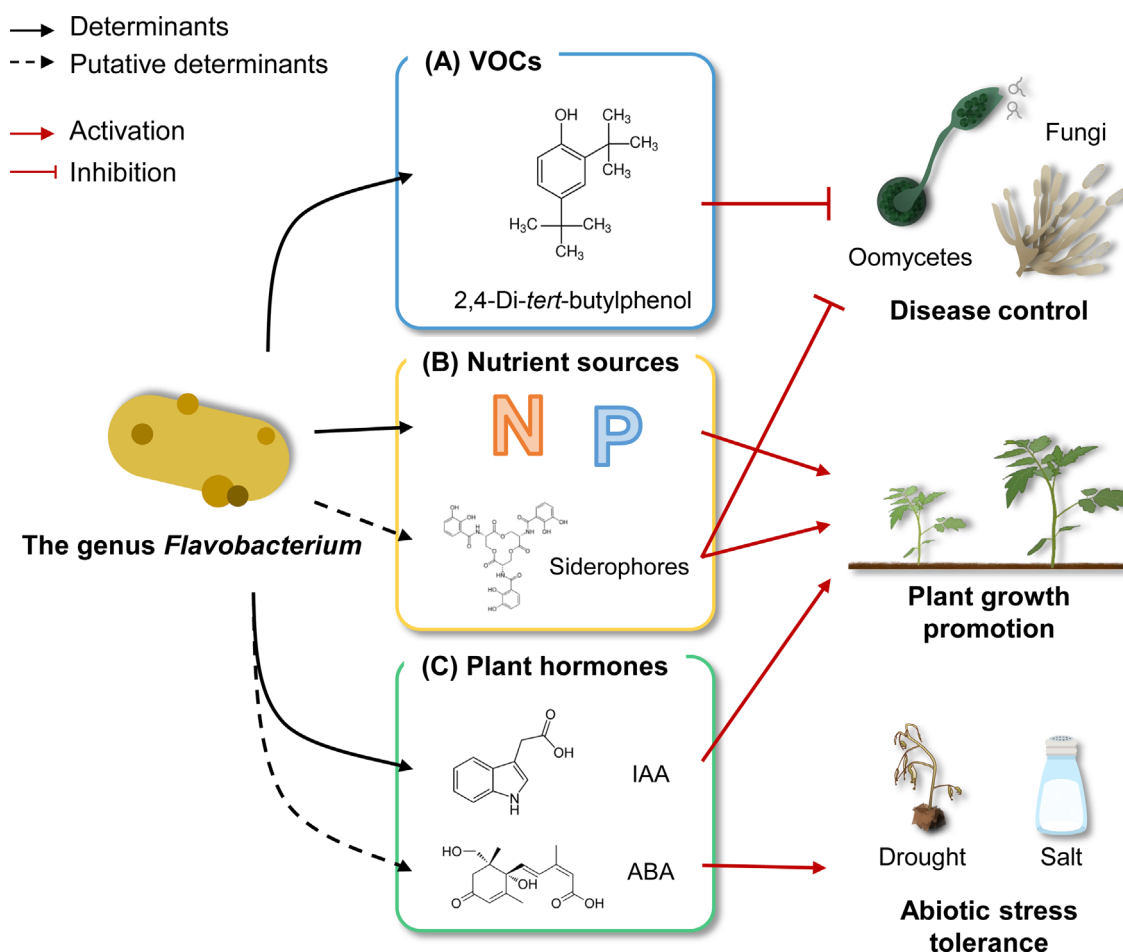 Determinants
Putative determinants
Activation
Inhibition
(A) VOCs
OH
CH₃
CH₃
CH₃
H₃C
CH₃
CH₃
2,4-Di-tert-butylphenol
Fungi
Oomycetes
Disease control
(B) Nutrient sources
N
P
Siderophores
The genus Flavobacterium
Plant growth
promotion
(C) Plant hormones
O
OH
N
H
IAA
HO
OH
O
O
OH
ABA
Drought
Salt
Abiotic stress
tolerance